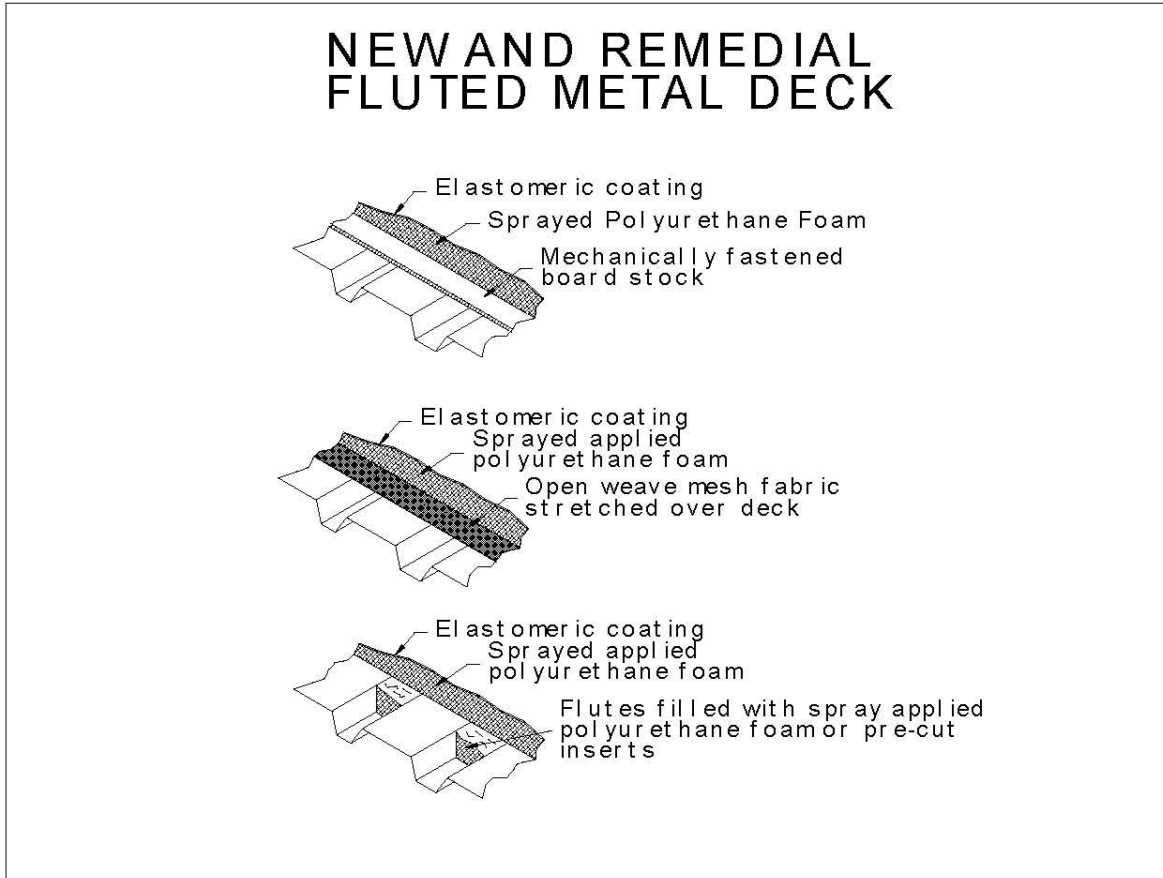 NEW AND REMEDIAL
FLUTED METAL DECK
Elastomeric coating
Sprayed Polyurethane Foam
Mechanically fastened
board stock
Elastomeric coating
Sprayed applied
polyurethane foam
Open weave mesh fabric
stretched over deck
Elastomeric coating
Sprayed applied
polyurethane foam
Flutes filled with spray applied
polyurethane foam or pre-cut
inserts